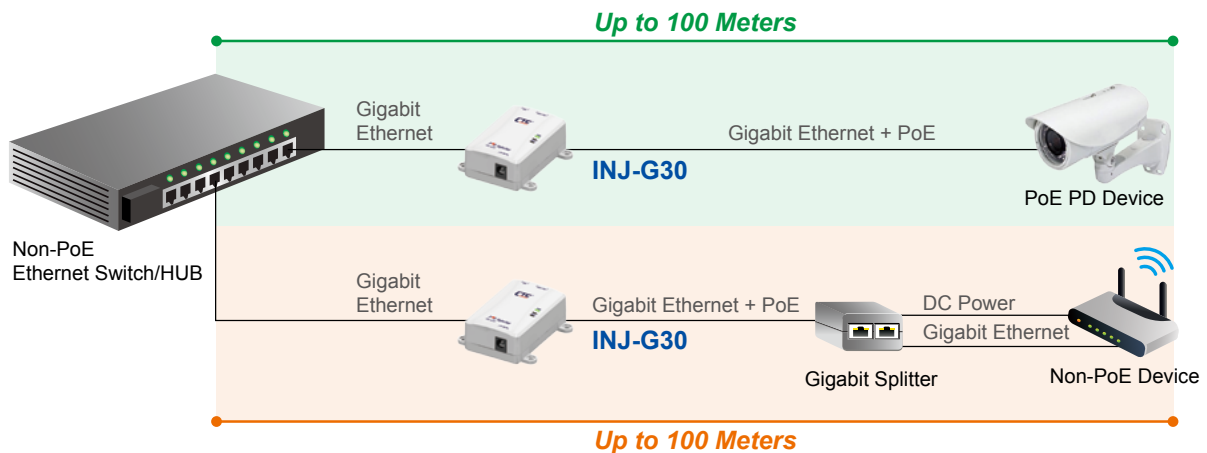 Up to 100 Meters
Gigabit
Ethernet
CTC
Gigabit Ethernet + PoE
INJ-G30
PoE PD Device
Non-PoE
Ethernet Switch/HUB
Gigabit
Ethernet
CTC
Gigabit Ethernet + PoE
INJ-G30
DC Power
Gigabit Ethernet
Gigabit Splitter
Non-PoE Device
Up to 100 Meters